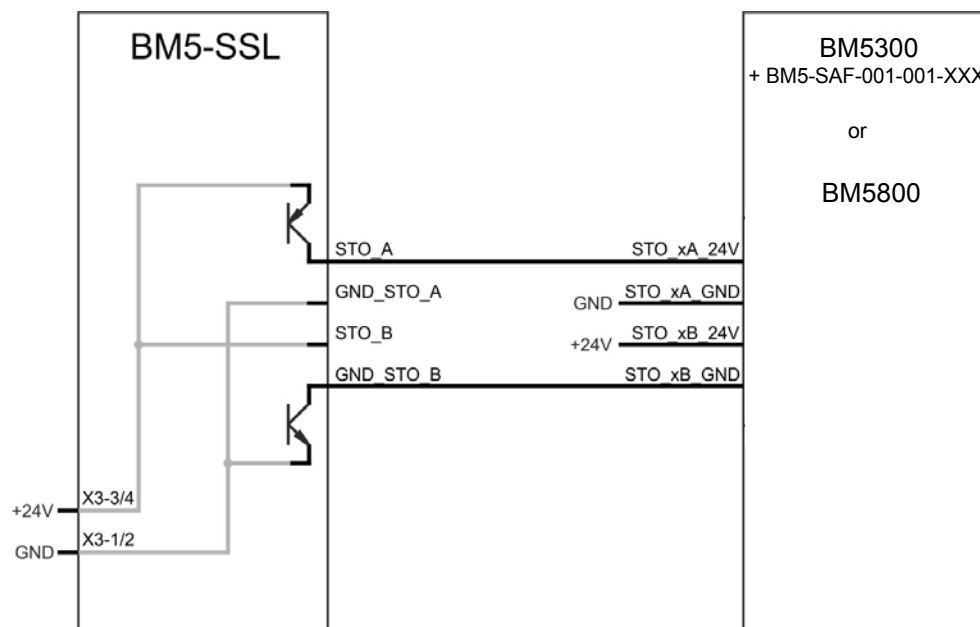 BM5-SSL
BM5300
+ BM5-SAF-001-001-XXX
or
BM5800
STO_A
STO_xA_24V
GND_STO_A
GND
STO_xA_GND
STO_B
+24V
STO_xB_24V
GND_STO_B
STO_xB_GND
+24V
X3-3/4
GND
X3-1/2